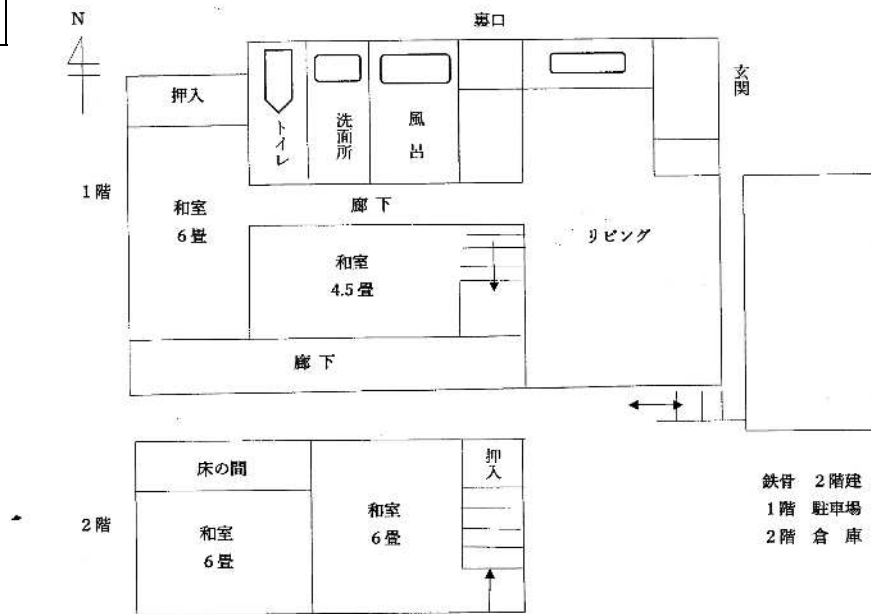 N
裏口
玄関
押入
トイレ
洗面所
風呂
1階
和室
6畳
廊下
リビング
和室
4.5畳
廊下
床の間
押入
2階
和室
6畳
和室
6畳
鉄骨 2階建
1階 駐車場
2階 倉庫